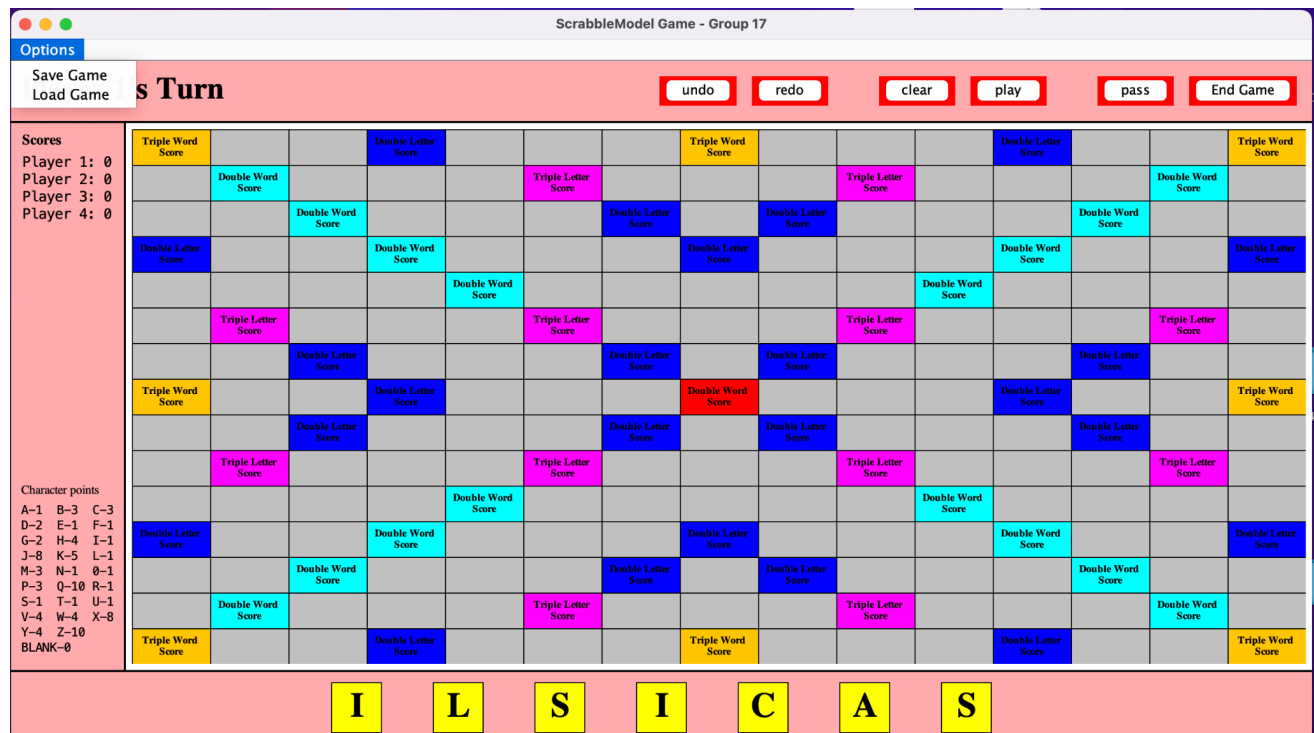 ScrabbleModel Game - Group 17
Options
Save Game
Load Game
's Turn
undo redo clear play pass End Game
Scores
Player 1: 0
Player 2: 0
Player 3: 0
Player 4: 0
Triple Word Double Letter Triple Word Double Letter Triple Word
Score Score Score Score Score
Double Word Triple Letter Triple Letter Double Word
Score Score Score Score
Double Word Double Letter Double Letter Double Word
Score Score Score Score
Double Letter Double Word Double Letter Double Word Double Letter
Score Score Score Score Score
Double Word Double Word
Score Score
Triple Letter Triple Letter Triple Letter Triple Letter
Score Score Score Score
Double Letter Double Letter Double Letter Double Letter
Score Score Score Score
Triple Word Double Letter Double Word Double Letter Triple Word
Score Score Score Score Score
Double Letter Double Letter Double Letter Double Letter
Score Score Score Score
Triple Letter Triple Letter Triple Letter Triple Letter
Score Score Score Score
Double Word Double Word
Score Score
Double Letter Double Word Double Letter Double Word Double Letter
Score Score Score Score Score
Double Word Double Letter Double Letter Double Word
Score Score Score Score
Double Word Triple Letter Triple Letter Double Word
Score Score Score Score
Triple Word Double Letter Triple Word Double Letter Triple Word
Score Score Score Score Score
Character points
A-1 B-3 C-3
D-2 E-1 F-1
G-2 H-4 I-1
J-8 K-5 L-1
M-3 N-1 0-1
P-3 Q-10 R-1
S-1 T-1 U-1
V-4 W-4 X-8
Y-4 Z-10
BLANK-0
I L S I C A S